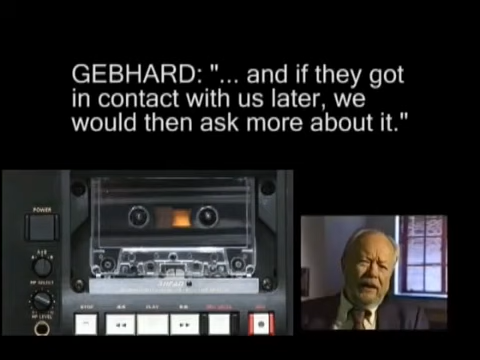 GEBHARD: "... and if they got
in contact with us later, we
would then ask more about it."
POWER